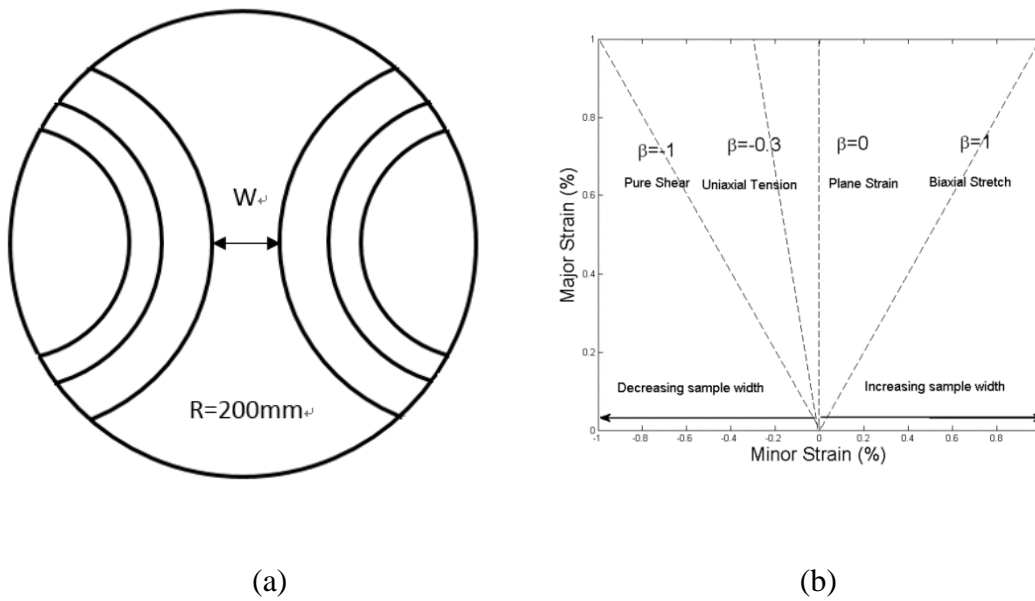 W↵
R=200mm↵
(a)
Major Strain (%)
1
0.8
0.6
0.4
0.2
0
β=-1
β=-0.3
β=0
β=1
Pure Shear
Uniaxial Tension
Plane Strain
Biaxial Stretch
Decreasing sample width
Increasing sample width
-1 -0.8 -0.6 -0.4 -0.2 0 0.2 0.4 0.6 0.8
Minor Strain (%)
(b)